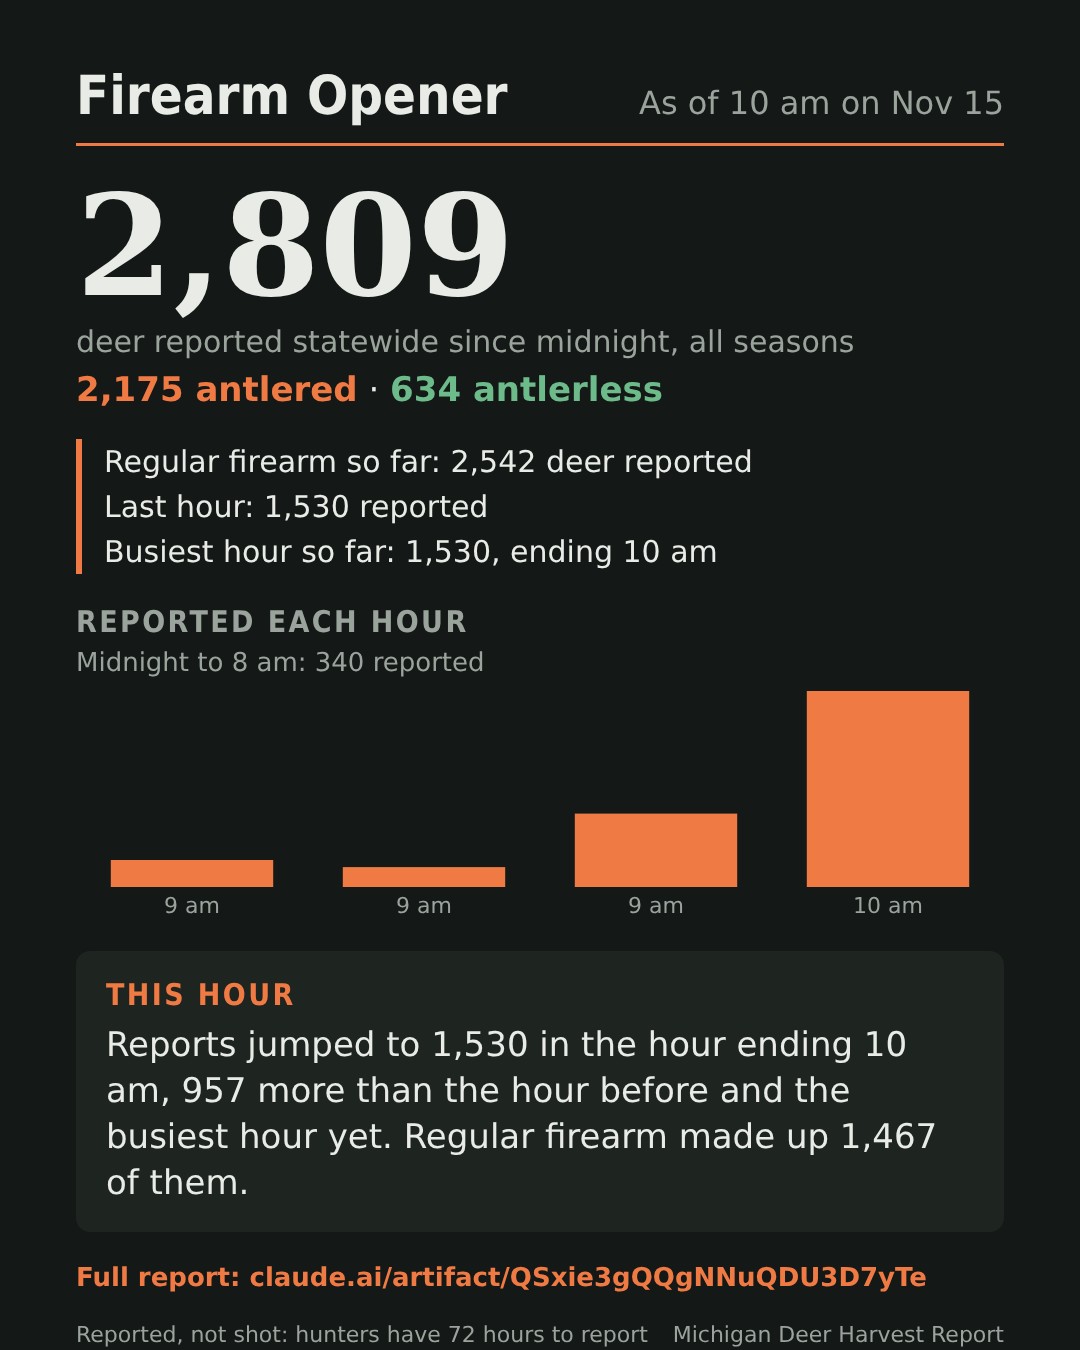 Firearm Opener
As of 10 am on Nov 15
2,809
deer reported statewide since midnight, all seasons
2,175 antlered · 634 antlerless
Regular firearm so far: 2,542 deer reported
Last hour: 1,530 reported
Busiest hour so far: 1,530, ending 10 am
REPORTED EACH HOUR
Midnight to 8 am: 340 reported
9 am
9 am
9 am
10 am
THIS HOUR
Reports jumped to 1,530 in the hour ending 10
am, 957 more than the hour before and the
busiest hour yet. Regular firearm made up 1,467
of them.
Full report: claude.ai/artifact/QSxie3gQQgNNuQDU3D7yTe
Reported, not shot: hunters have 72 hours to report
Michigan Deer Harvest Report